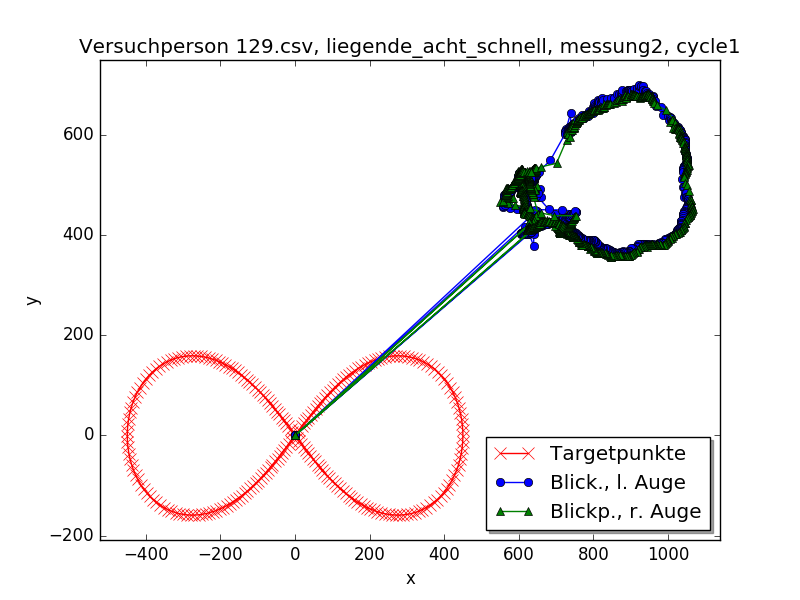 Versuchperson 129.csv, liegende_acht_schnell, messung2, cycle1
y
600
400
200
0
−200
−400
−200
0
200
400
600
800
1000
x
Targetpunkte
Blick., l. Auge
Blickp., r. Auge